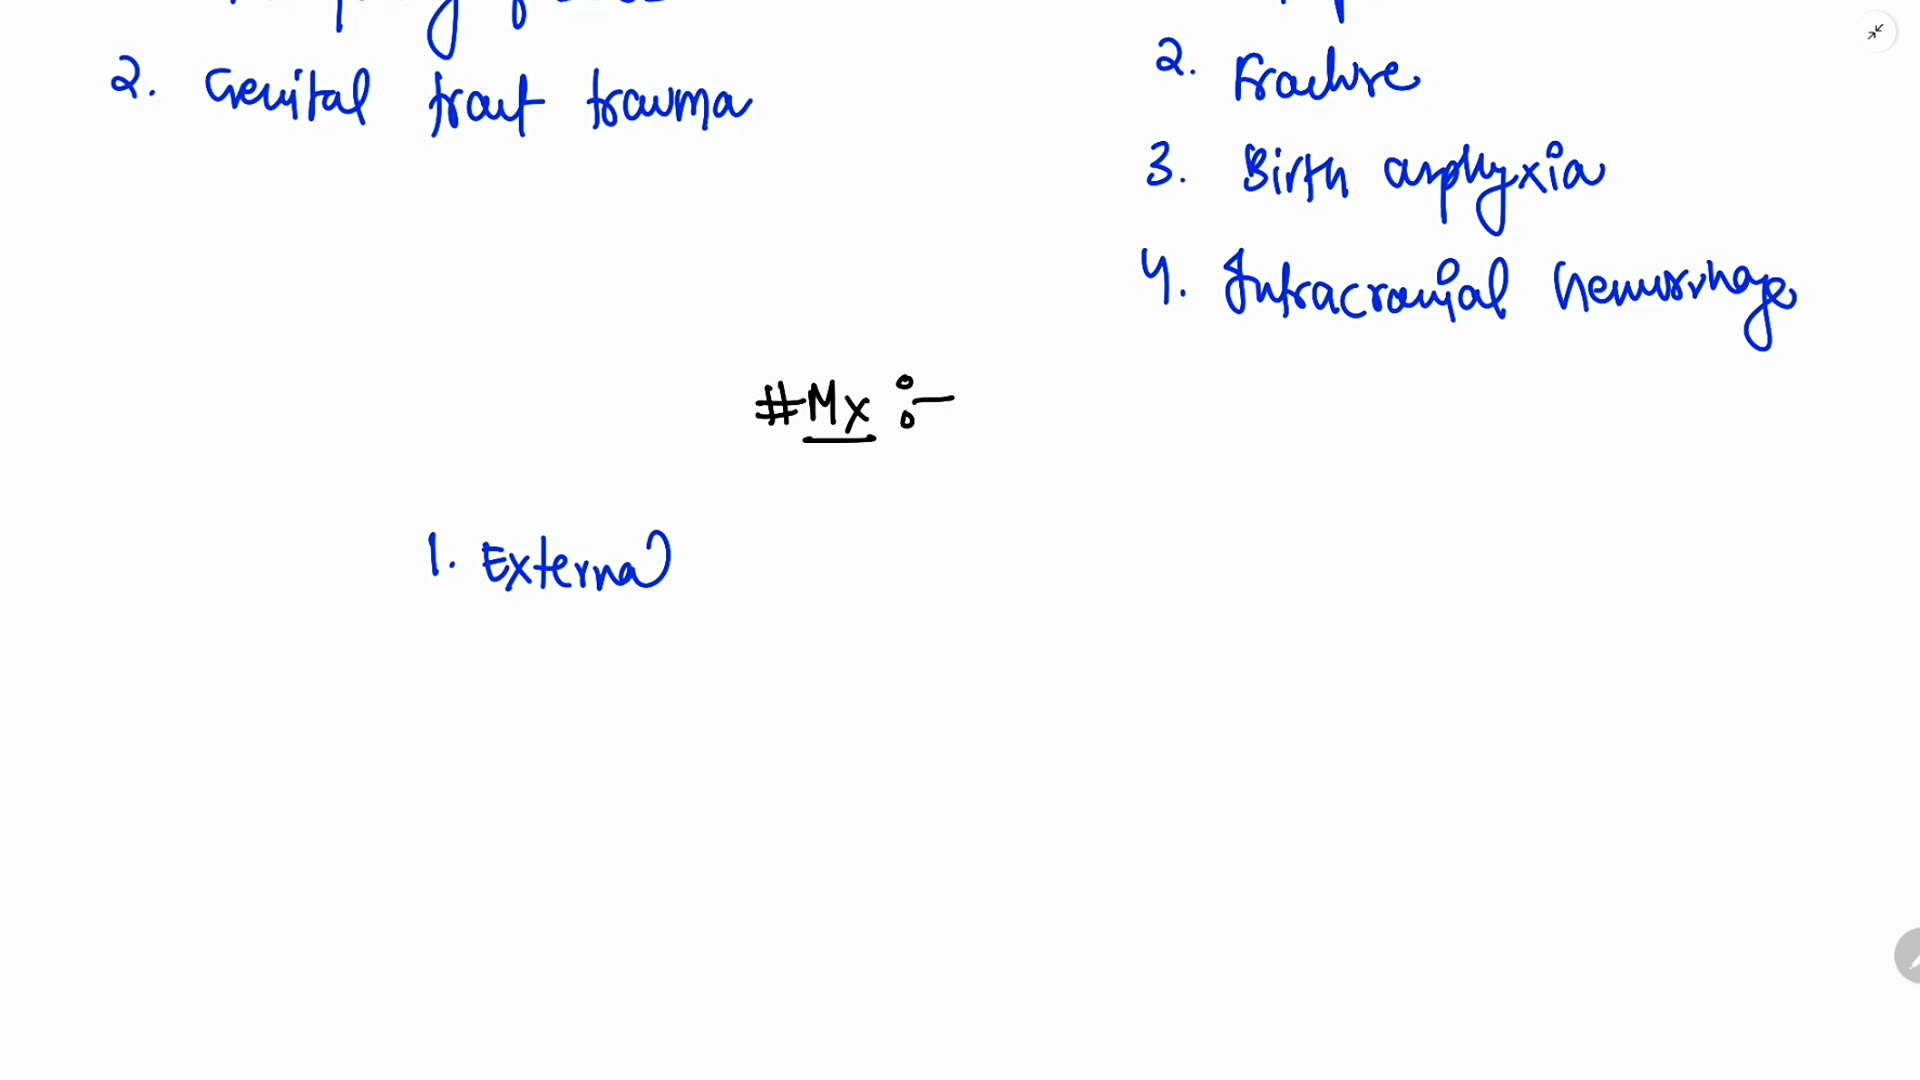 2. Genital tract trauma
2. Fracture
3. Birth asphyxia
4. Intracranial hemorrhage
#Mx :-
1. External